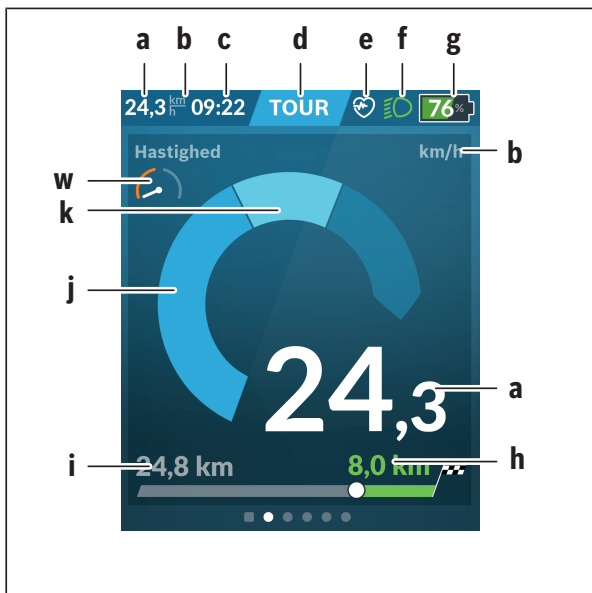 a b c d e f g
24,3 km/h 09:22 TOUR 76%
Hastighed km/h b
w
k
j
24,3 a
i 24,8 km 8,0 km h